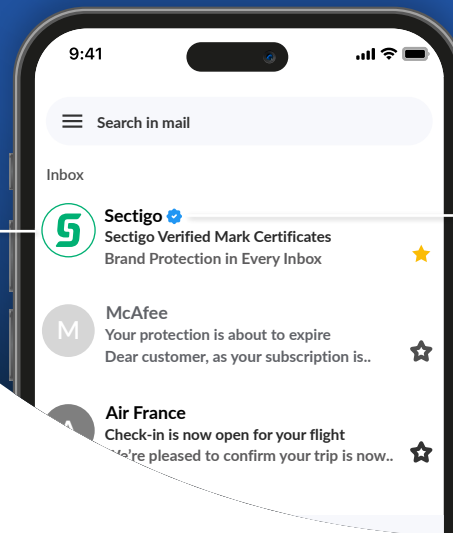 9:41
Search in mail
Inbox
Sectigo
Sectigo Verified Mark Certificates
Brand Protection in Every Inbox
M
McAfee
Your protection is about to expire
Dear customer, as your subscription is..
A
Air France
Check-in is now open for your flight
We're pleased to confirm your trip is now..